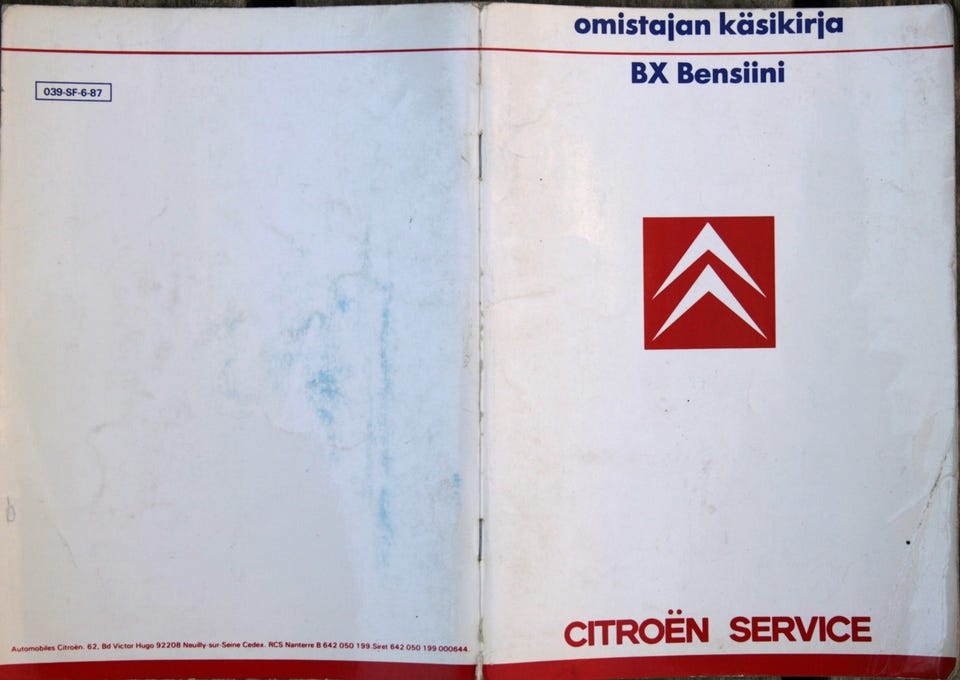 039-SF-6-87
Automobiles Citroën. 62, Bd Victor Hugo 92208 Neuilly-sur-Seine Cedex. RCS Nanterre B 642 050 199.Siret 642 050 199 000644.
omistajan käsikirja
BX Bensiini
CITROËN SERVICE